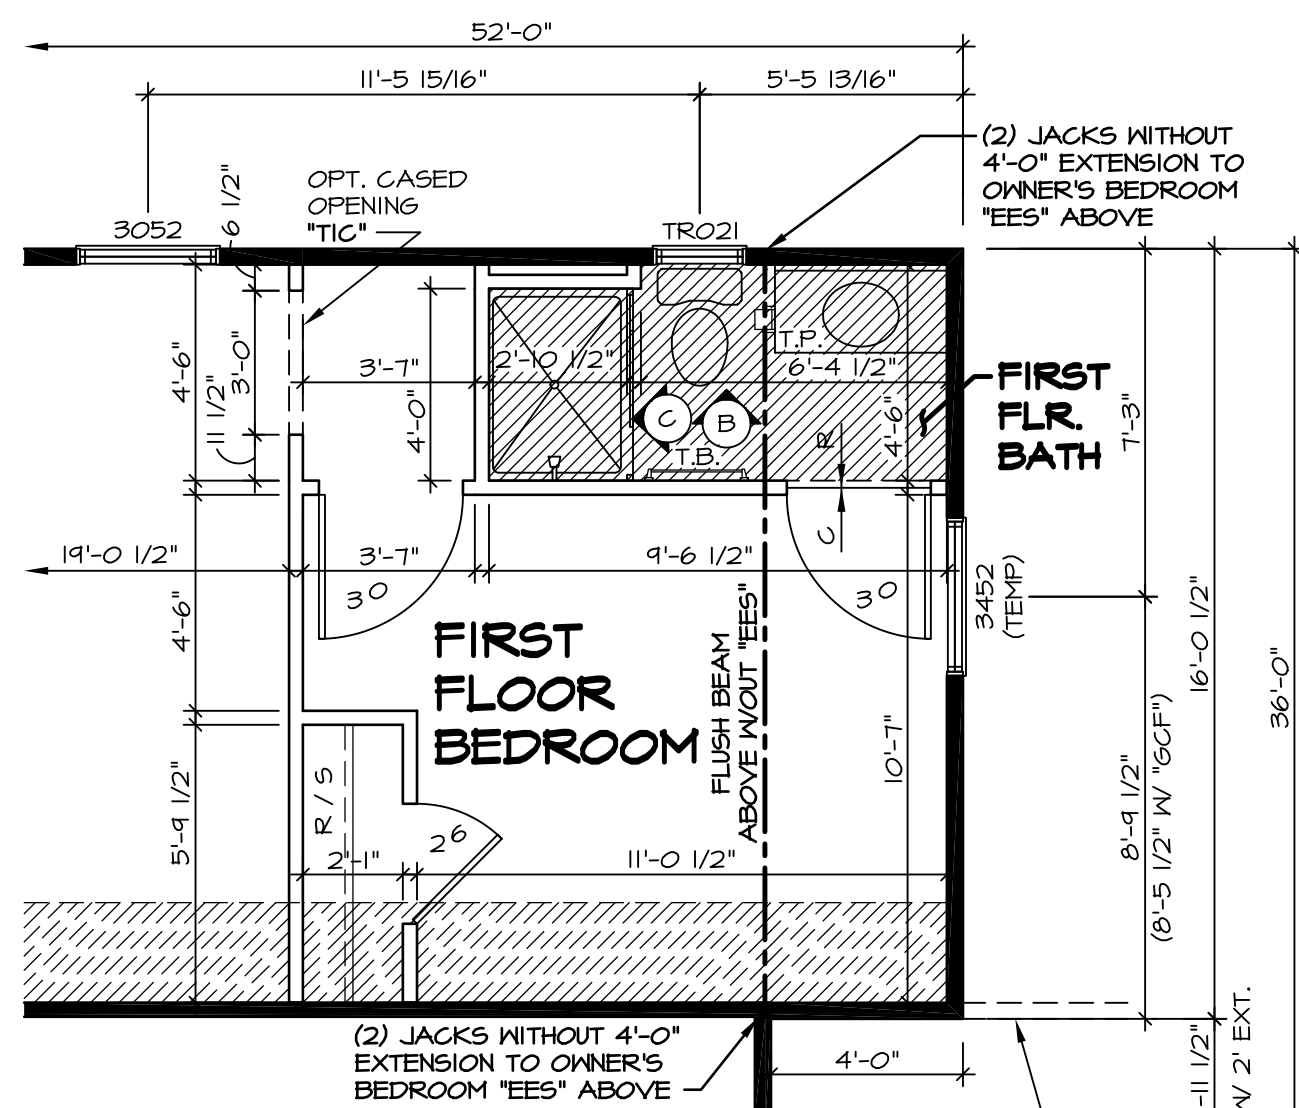 52'-0"
11'-5 15/16"
5'-5 13/16"
(2) JACKS WITHOUT
4'-0" EXTENSION TO
OWNER'S BEDROOM
"EES" ABOVE
OPT. CASED
OPENING
"TIC"
6 1/2"
3052
TR021
4'-6"
3'-0"
11 1/2"
3'-7"
4'-0"
2'-10 1/2"
T.P.
6'-4 1/2"
C
B
T.B.
R
4'-6"
C
FIRST
FLR.
BATH
7'-3"
19'-0 1/2"
3'-7"
9'-6 1/2"
30
30
3452
(TEMP)
4'-6"
16'-0 1/2"
36'-0"
FIRST
FLOOR
BEDROOM
FLUSH BEAM
ABOVE W/OUT "EES"
10'-7"
5'-9 1/2"
R / S
2'-1"
26
11'-0 1/2"
8'-9 1/2"
(8'-5 1/2" W/ "GCF")
(2) JACKS WITHOUT 4'-0"
EXTENSION TO OWNER'S
BEDROOM "EES" ABOVE
4'-0"
-11 1/2"
W/ 2' EXT.